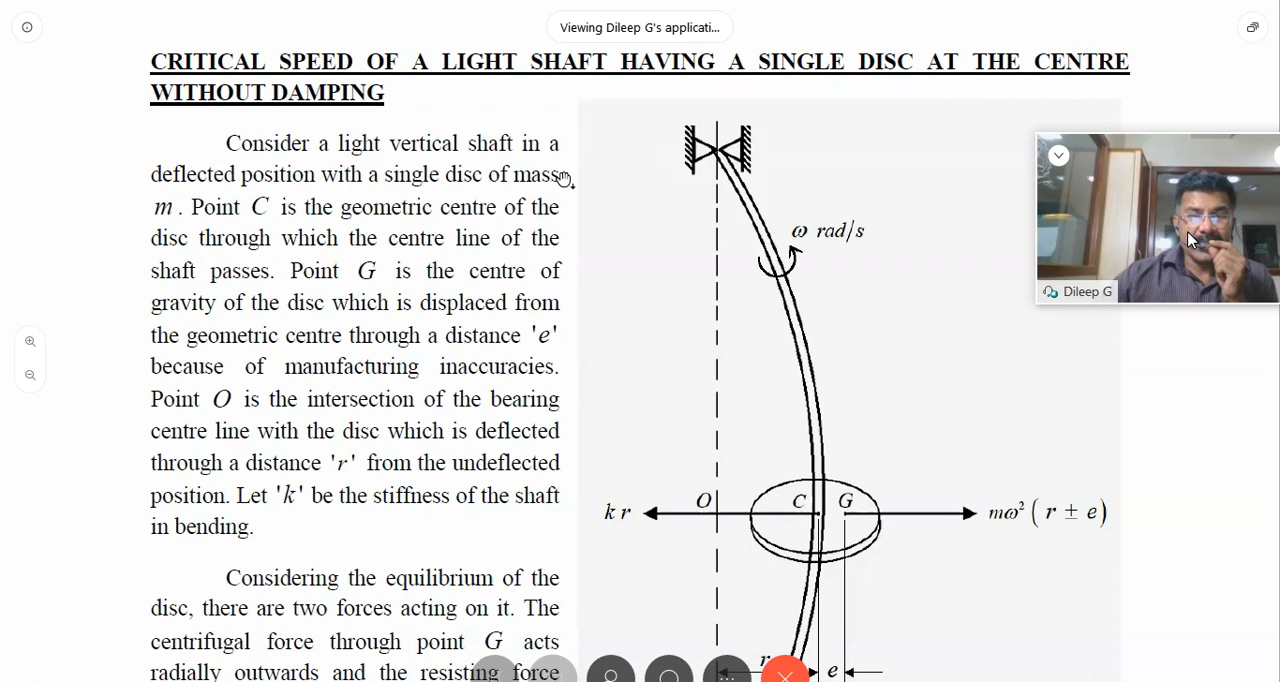 Viewing Dileep G's applicati...
CRITICAL SPEED OF A LIGHT SHAFT HAVING A SINGLE DISC AT THE CENTRE
WITHOUT DAMPING
Consider a light vertical shaft in a
deflected position with a single disc of mass
m . Point C is the geometric centre of the
disc through which the centre line of the
shaft passes. Point G is the centre of
gravity of the disc which is displaced from
the geometric centre through a distance 'e'
because of manufacturing inaccuracies.
Point O is the intersection of the bearing
centre line with the disc which is deflected
through a distance 'r' from the undeflected
position. Let 'k' be the stiffness of the shaft
in bending.
Considering the equilibrium of the
disc, there are two forces acting on it. The
centrifugal force through point G acts
radially outwards and the resisting force
ω rad/s
k r
O
C
G
mω² ( r ± e )
r
e
Dileep G